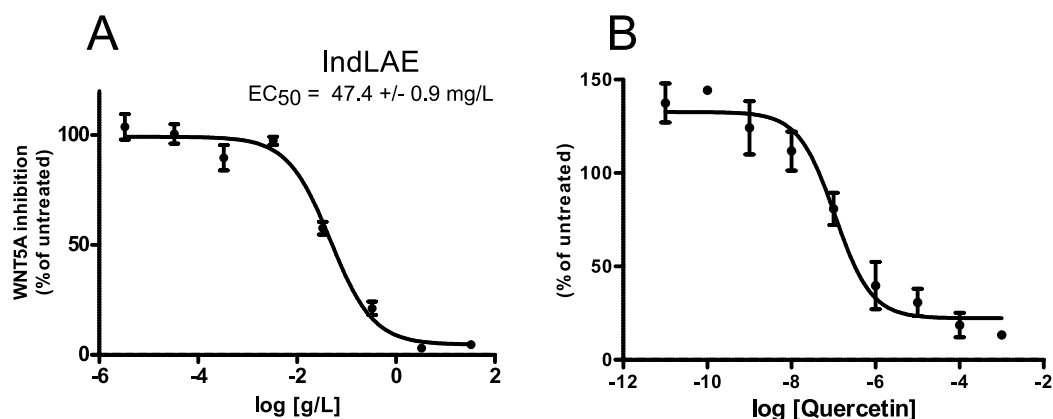 A
IndLAE
EC50 = 47.4 +/- 0.9 mg/L
WNT5A inhibition
(% of untreated)
100
50
0
-6 -4 -2 0 2
log [g/L]
B
(% of untreated)
150
100
50
0
-12 -10 -8 -6 -4 -2
log [Quercetin]